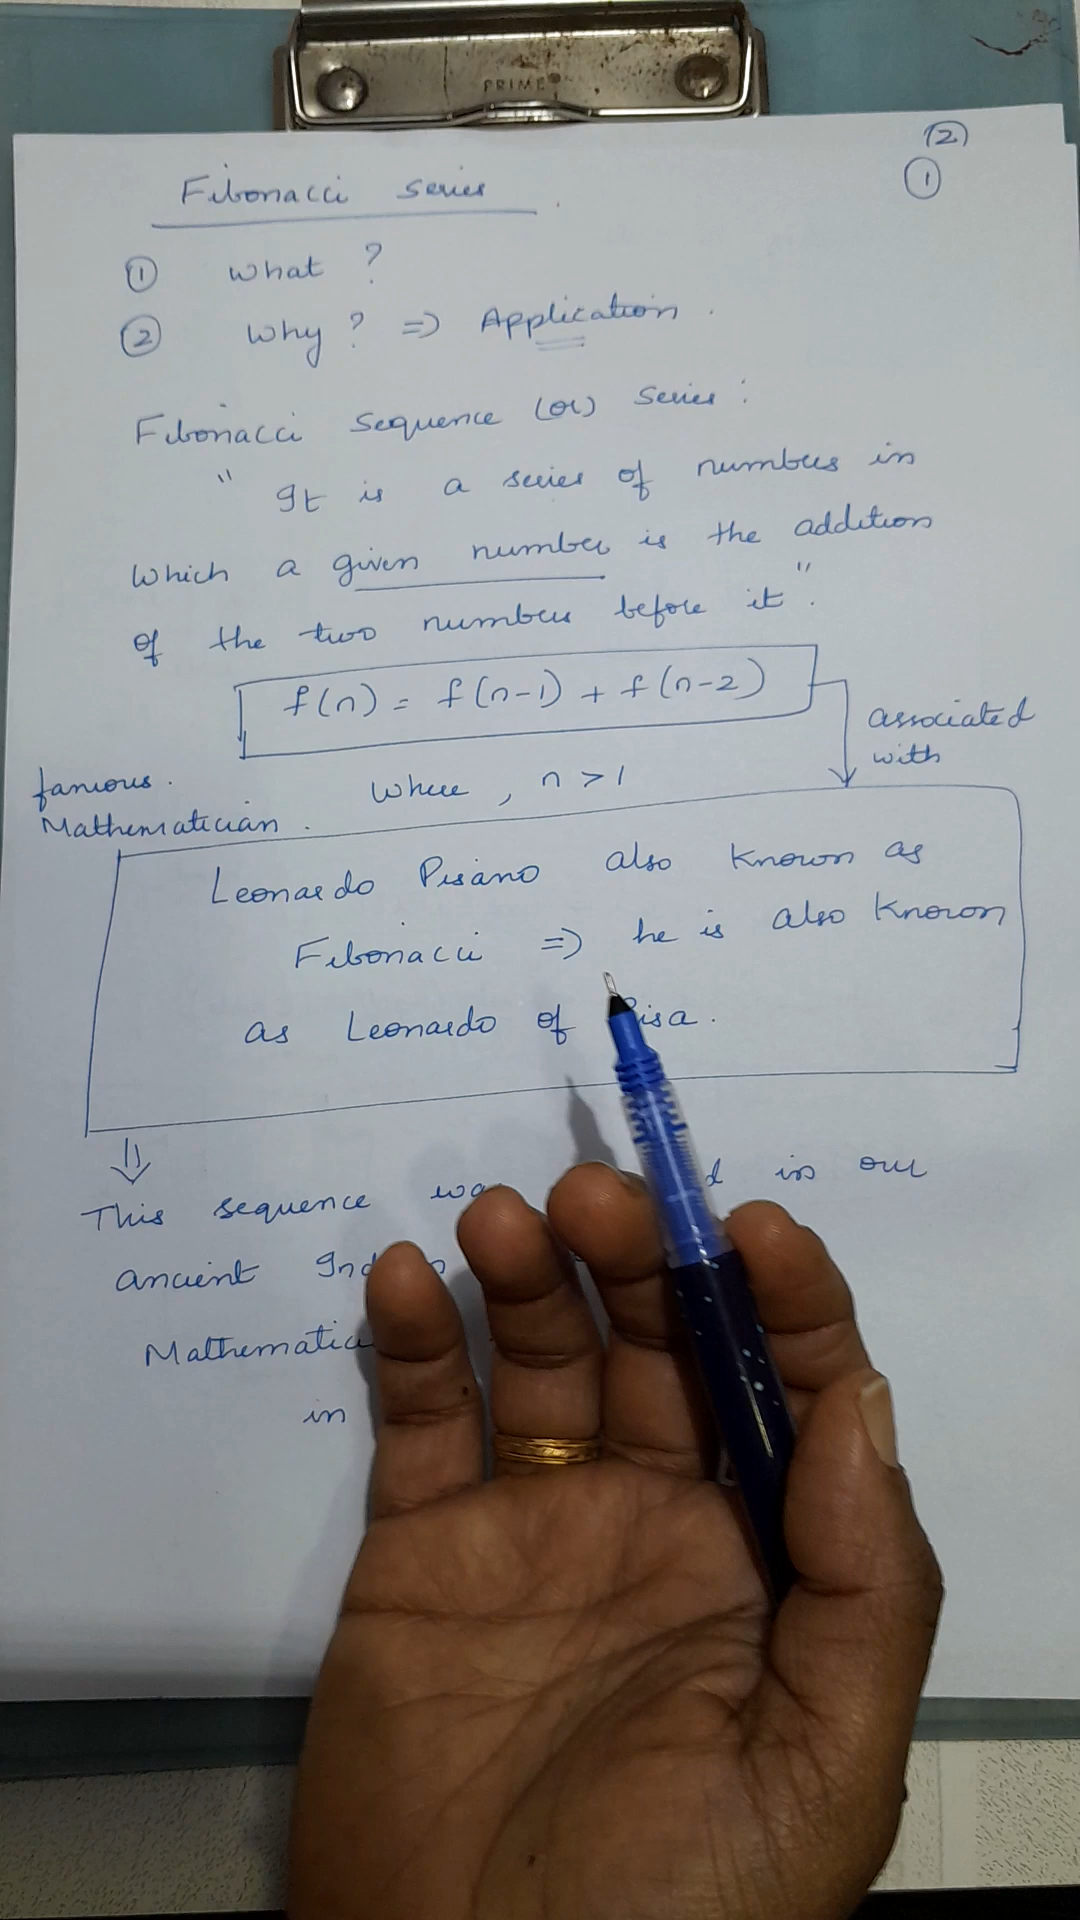 PRIME
(2)
①
Fibonacci series
① What ?
② Why ? => Application.
Fibonacci Sequence (or) Series :
" It is a series of numbers in
Which a given number is the addition
of the two numbers before it ".
f(n) = f(n-1) + f(n-2)
associated
with
Where , n > 1
famous.
Mathematician.
Leonardo Pisano also Known as
Fibonacci => he is also Known
as Leonardo of Pisa.
This sequence in our
ancient
in